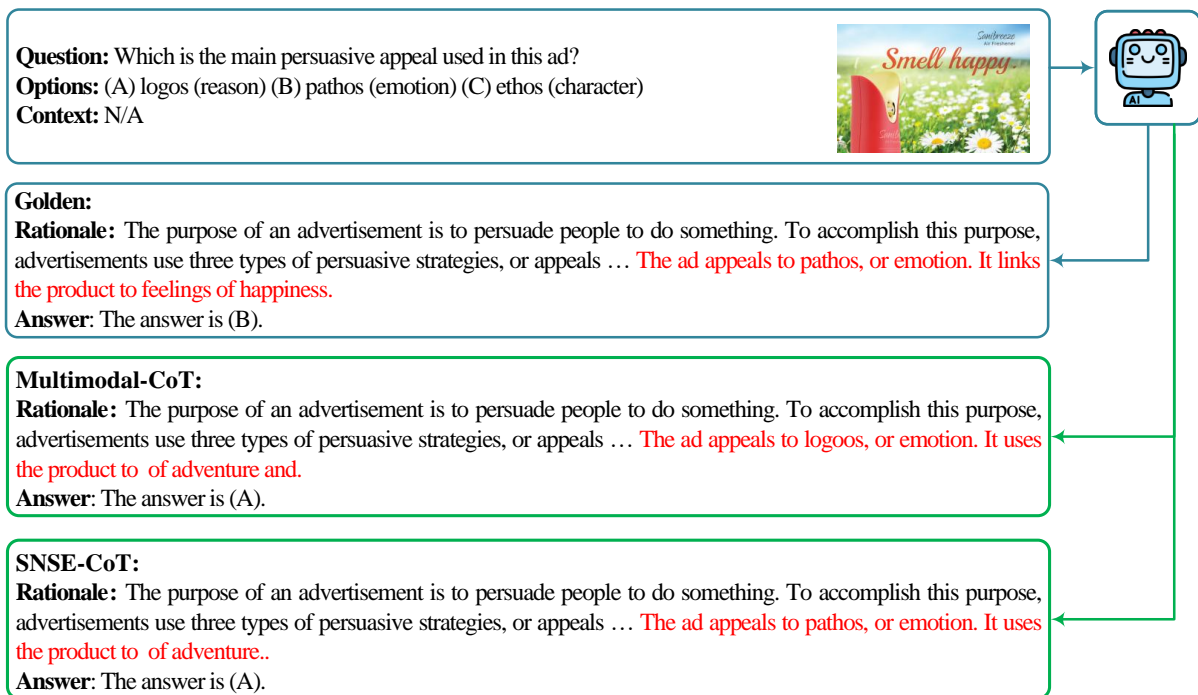 Question: Which is the main persuasive appeal used in this ad?
Options: (A) logos (reason) (B) pathos (emotion) (C) ethos (character)
Context: N/A
Sanibreeze
Air Freshener
Smell happy.
AI
Golden:
Rationale: The purpose of an advertisement is to persuade people to do something. To accomplish this purpose,
advertisements use three types of persuasive strategies, or appeals … The ad appeals to pathos, or emotion. It links
the product to feelings of happiness.
Answer: The answer is (B).
Multimodal-CoT:
Rationale: The purpose of an advertisement is to persuade people to do something. To accomplish this purpose,
advertisements use three types of persuasive strategies, or appeals … The ad appeals to logoos, or emotion. It uses
the product to of adventure and.
Answer: The answer is (A).
SNSE-CoT:
Rationale: The purpose of an advertisement is to persuade people to do something. To accomplish this purpose,
advertisements use three types of persuasive strategies, or appeals … The ad appeals to pathos, or emotion. It uses
the product to of adventure..
Answer: The answer is (A).